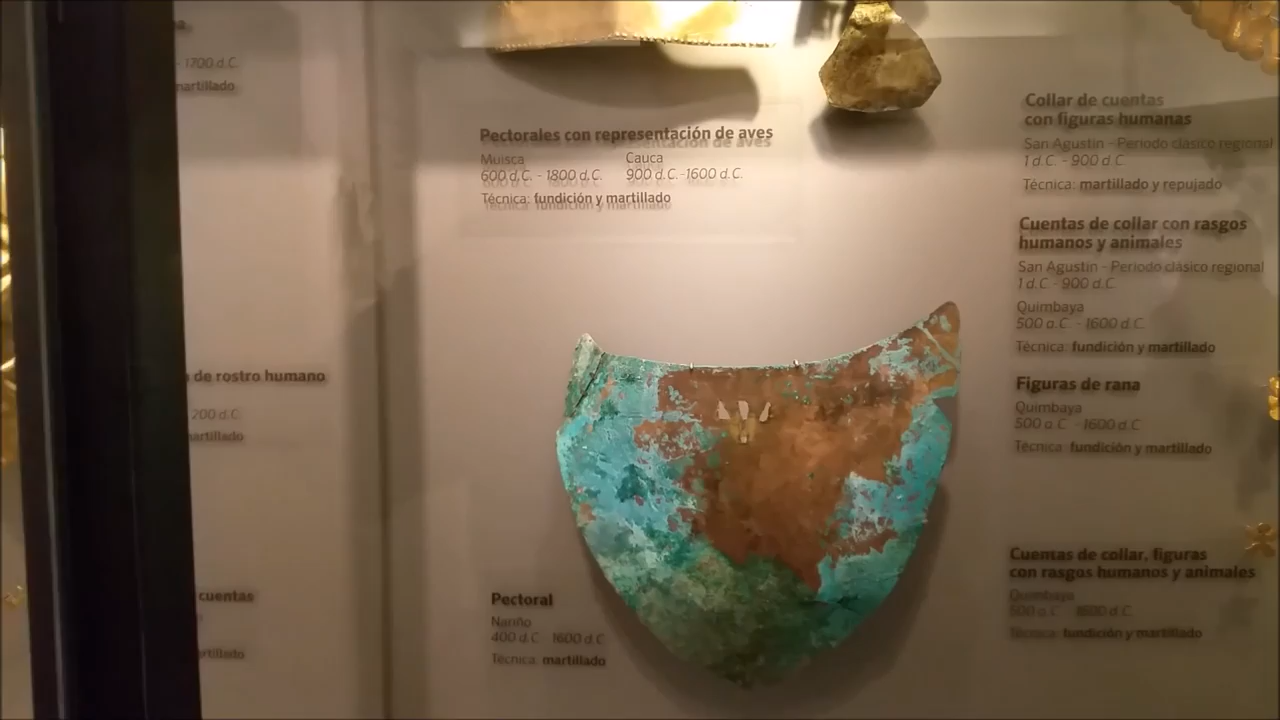 - 1700 d.C.
martillado
de rostro humano
200 d.C.
martillado
cuentas
martillado
Pectorales con representación de aves
Muisca Cauca
600 d.C. - 1800 d.C. 900 d.C.-1600 d.C.
Técnica: fundición y martillado
Pectoral
Nariño
400 d.C. - 1600 d.C
Técnica: martillado
Collar de cuentas
con figuras humanas
San Agustín - Periodo clásico regional
1 d.C. - 900 d.C.
Técnica: martillado y repujado
Cuentas de collar con rasgos
humanos y animales
San Agustín - Periodo clásico regional
1 d.C. - 900 d.C.
Quimbaya
500 a.C. - 1600 d.C.
Técnica: fundición y martillado
Figuras de rana
Quimbaya
500 a.C. - 1600 d.C.
Técnica: fundición y martillado
Cuentas de collar, figuras
con rasgos humanos y animales
Quimbaya
500 a.C. - 1600 d.C.
Técnica: fundición y martillado